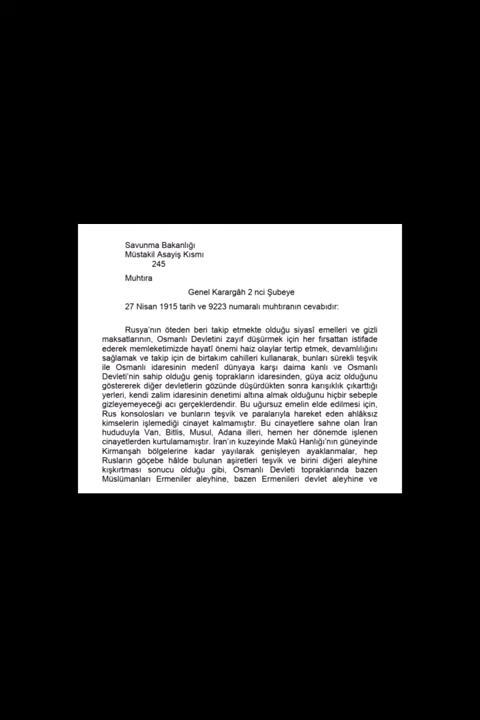 Savunma Bakanlığı
Müstakil Asayiş Kısmı
245
Muhtıra
Genel Karargâh 2 nci Şubeye
27 Nisan 1915 tarih ve 9223 numaralı muhtıranın cevabıdır:
Rusya’nın öteden beri takip etmekte olduğu siyasî emelleri ve gizli
maksatlarının, Osmanlı Devletini zayıf düşürmek için her fırsattan istifade
ederek memleketimizde hayatî önemi haiz olaylar tertip etmek, devamlılığını
sağlamak ve takip için de birtakım cahilleri kullanarak, bunları sürekli teşvik
ile Osmanlı idaresinin medenî dünyaya karşı daima kanlı ve Osmanlı
Devleti’nin sahip olduğu geniş toprakların idaresinden, güya aciz olduğunu
göstererek diğer devletlerin gözünde düşürdükten sonra karışıklık çıkarttığı
yerleri, kendi zalim idaresinin denetimi altına almak olduğunu hiçbir sebeple
gizleyemeyeceği acı gerçeklerdendir. Bu uğursuz emelin elde edilmesi için,
Rus konsolosları ve bunların teşvik ve paralarıyla hareket eden ahlâksız
kimselerin işlemediği cinayet kalmamıştır. Bu cinayetlere sahne olan İran
hududuyla Van, Bitlis, Musul, Adana illeri, hemen her dönemde işlenen
cinayetlerden kurtulamamıştır. İran’ın kuzeyinde Makû Hanlığı’nın güneyinde
Kirmanşah bölgelerine kadar yayılarak genişleyen ayaklanmalar, hep
Rusların göçebe hâlde bulunan aşiretleri teşvik ve birini diğeri aleyhine
kışkırtması sonucu olduğu gibi, Osmanlı Devleti topraklarında bazen
Müslümanları Ermeniler aleyhine, bazen Ermenileri devlet aleyhine ve